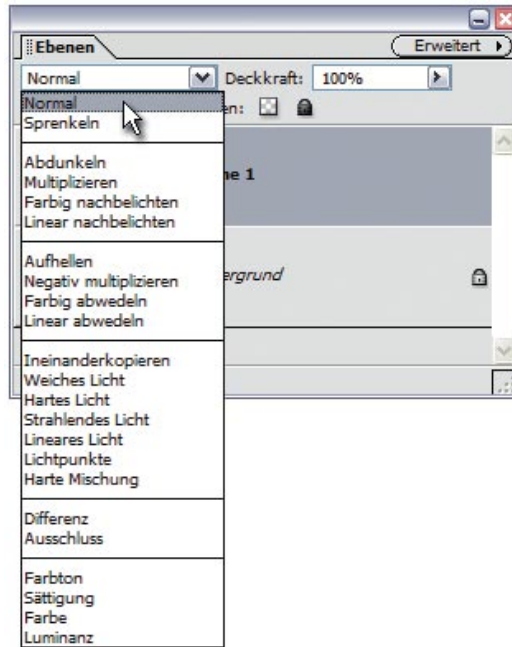 Ebenen
Erweitert
Normal
Deckkraft: 100%
Normal
en:
Sprenkeln
Abdunkeln
ne 1
Multiplizieren
Farbig nachbelichten
Linear nachbelichten
Aufhellen
Negativ multiplizieren
ergrund
Farbig abwedeln
Linear abwedeln
Ineinanderkopieren
Weiches Licht
Hartes Licht
Strahlendes Licht
Lineares Licht
Lichtpunkte
Harte Mischung
Differenz
Ausschluss
Farbton
Sättigung
Farbe
Luminanz